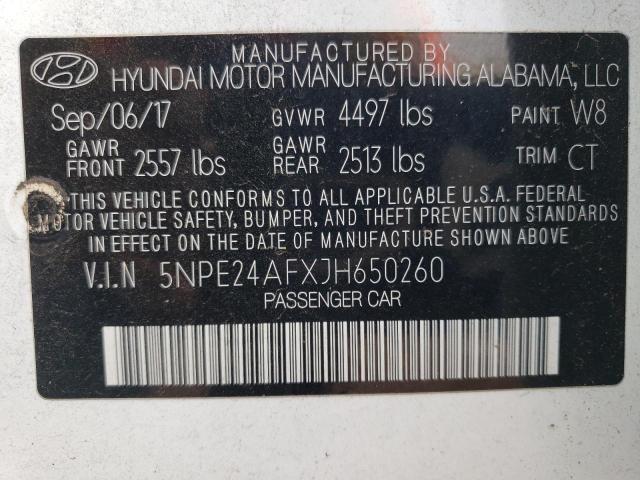 MANUFACTURED BY
HYUNDAI MOTOR MANUFACTURING ALABAMA, LLC
Sep/06/17 GVWR 4497 lbs PAINT W8
GAWR FRONT 2557 lbs GAWR REAR 2513 lbs TRIM CT
THIS VEHICLE CONFORMS TO ALL APPLICABLE U.S.A. FEDERAL
MOTOR VEHICLE SAFETY, BUMPER, AND THEFT PREVENTION STANDARDS
IN EFFECT ON THE DATE OF MANUFACTURE SHOWN ABOVE.
V.I.N 5NPE24AFXJH650260
PASSENGER CAR